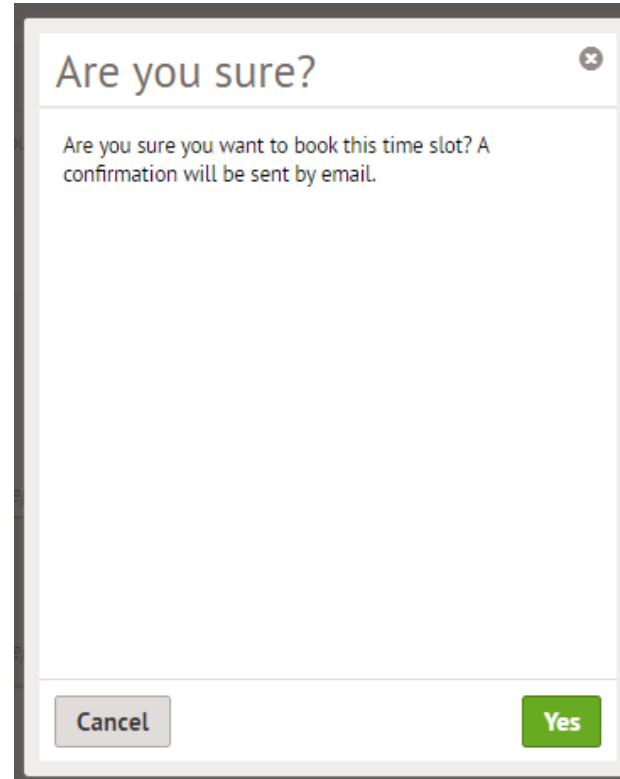 Are you sure?
Are you sure you want to book this time slot? A
confirmation will be sent by email.
Cancel
Yes